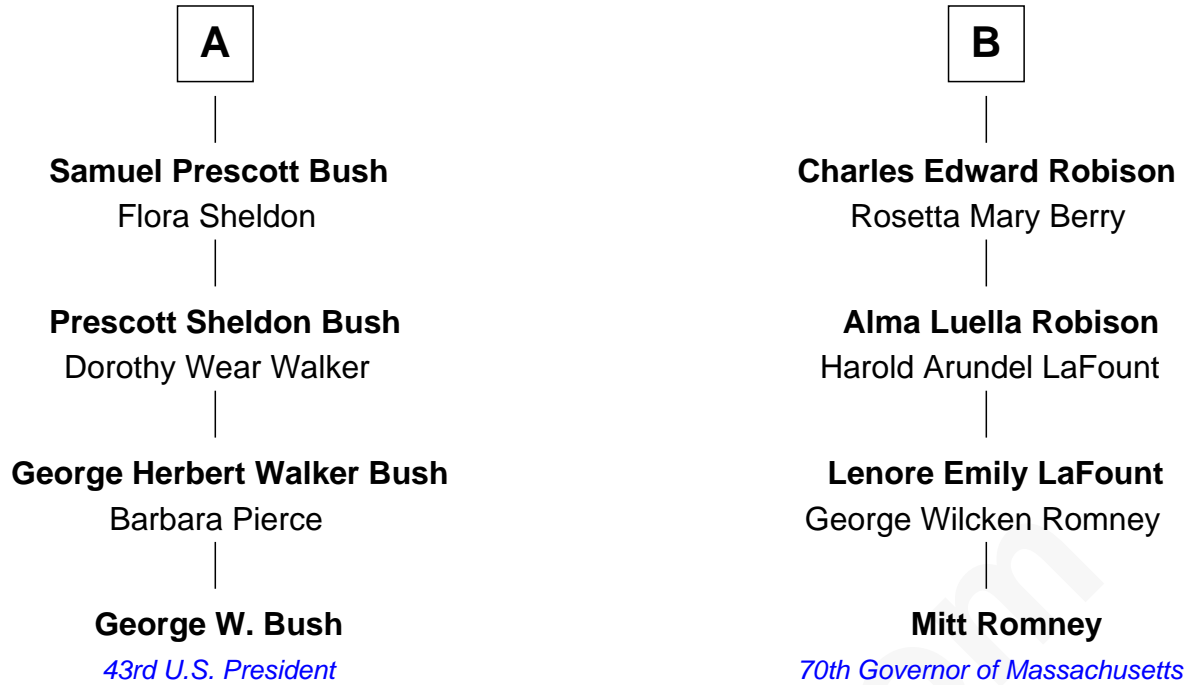 A
Samuel Prescott Bush
Flora Sheldon
Prescott Sheldon Bush
Dorothy Wear Walker
George Herbert Walker Bush
Barbara Pierce
George W. Bush
43rd U.S. President
B
Charles Edward Robison
Rosetta Mary Berry
Alma Luella Robison
Harold Arundel LaFount
Lenore Emily LaFount
George Wilcken Romney
Mitt Romney
70th Governor of Massachusetts